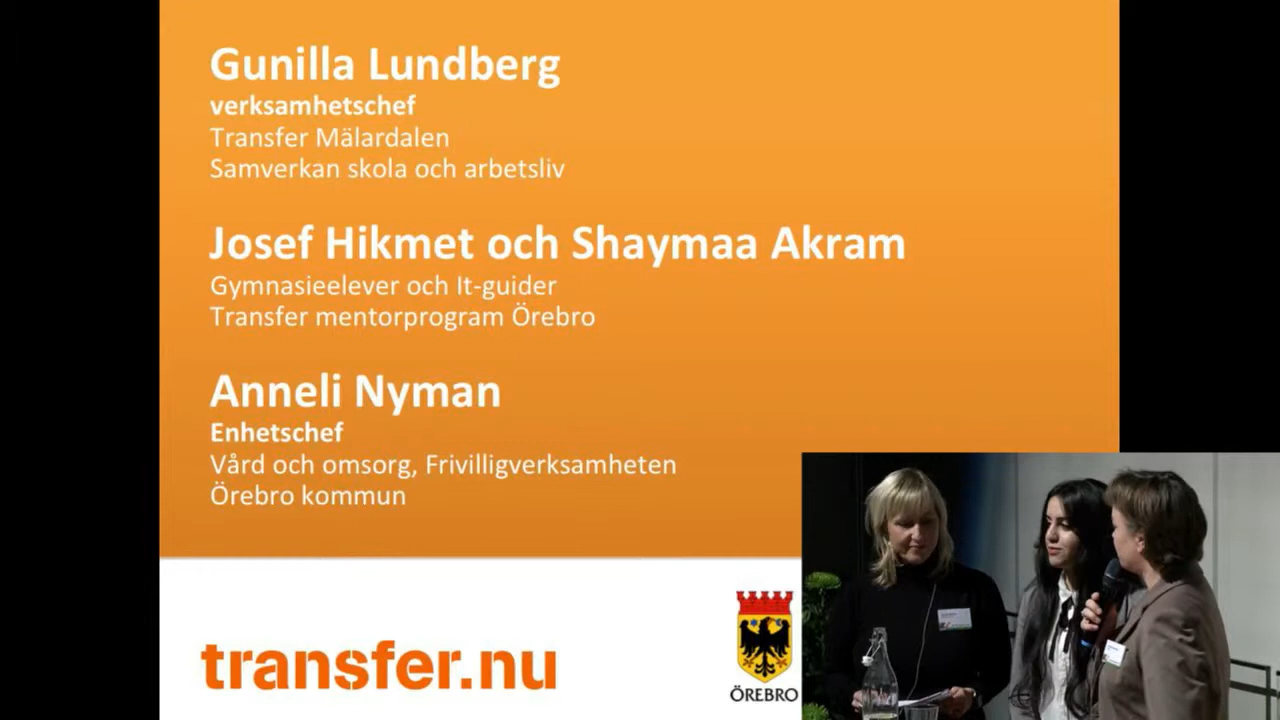 Gunilla Lundberg
verksamhetschef
Transfer Mälardalen
Samverkan skola och arbetsliv
Josef Hikmet och Shaymaa Akram
Gymnasieelever och It-guider
Transfer mentorprogram Örebro
Anneli Nyman
Enhetschef
Vård och omsorg, Frivilligverksamheten
Örebro kommun
transfer.nu
ÖREBRO